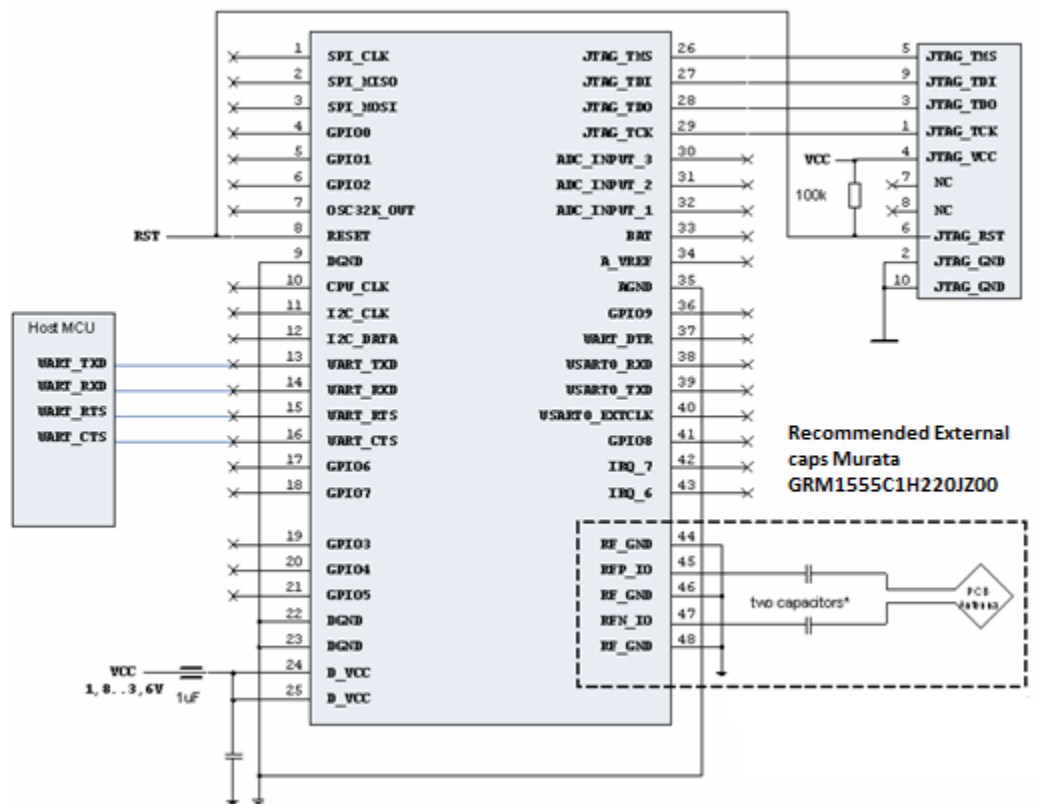 1 SPI_CLK JTAG_TMS 26 5 JTAG_TMS
2 SPI_MISO JTAG_TDI 27 9 JTAG_TDI
3 SPI_MOSI JTAG_TDO 28 3 JTAG_TDO
4 GPIO0 JTAG_TCK 29 1 JTAG_TCK
5 GPIO1 ADC_INPUT_3 30 VCC 4 JTAG_VCC
6 GPIO2 ADC_INPUT_2 31 100k 7 NC
7 OSC32K_OUT ADC_INPUT_1 32 8 NC
RST 8 RESET BAT 33 6 JTAG_RST
9 DGND A_VREF 34 2 JTAG_GND
10 CPU_CLK AGND 35 10 JTAG_GND
11 I2C_CLK GPIO9 36
Host MCU
12 I2C_DATA UART_DTR 37
UART_TXD 13 UART_TXD USART0_RXD 38
UART_RXD 14 UART_RXD USART0_TXD 39
UART_RTS 15 UART_RTS USART0_EXTCLK 40
UART_CTS 16 UART_CTS GPIO8 41
17 GPIO6 IRQ_7 42
18 GPIO7 IRQ_6 43
Recommended External
caps Murata
GRM1555C1H220JZ00
19 GPIO3 RF_GND 44
20 GPIO4 RFP_IO 45
21 GPIO5 RF_GND 46
two capacitors*
PCB
Antenna
22 DGND RFN_IO 47
23 DGND RF_GND 48
VCC 24 D_VCC
1,8..3,6V 1uF 25 D_VCC